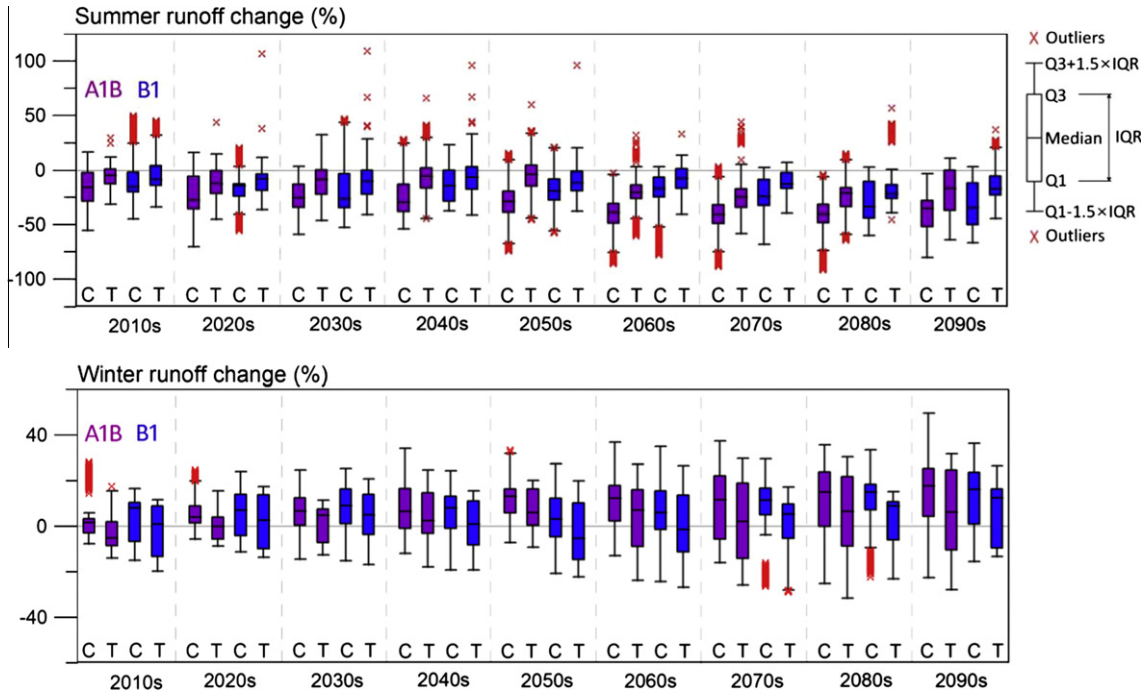 Summer runoff change (%)
100
50
0
-50
-100
A1B B1
C T C T C T C T C T C T C T C T C T C T C T C T C T C T C T C T C T C T
2010s 2020s 2030s 2040s 2050s 2060s 2070s 2080s 2090s
X Outliers
Q3+1.5×IQR
Q3
Median
IQR
Q1
Q1-1.5×IQR
X Outliers
Winter runoff change (%)
40
0
-40
A1B B1
C T C T C T C T C T C T C T C T C T C T C T C T C T C T C T C T C T C T
2010s 2020s 2030s 2040s 2050s 2060s 2070s 2080s 2090s